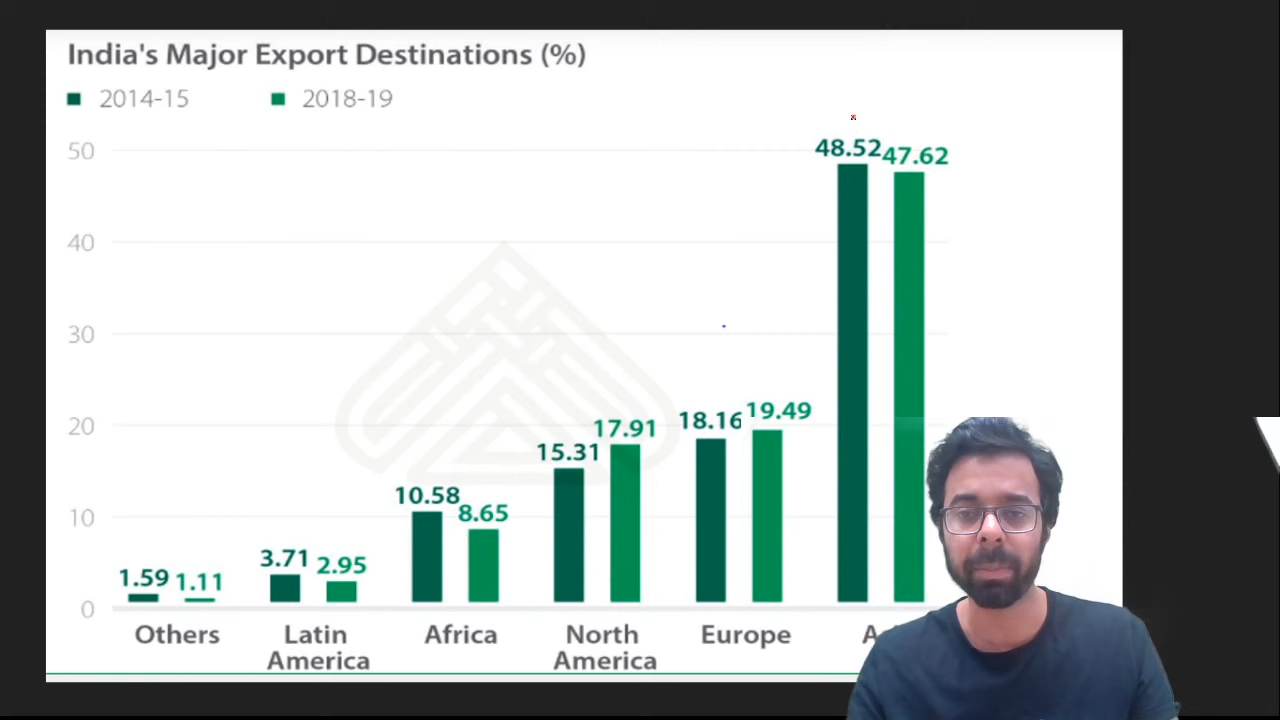 India's Major Export Destinations (%)
2014-15 2018-19
50
40
30
20
10
0
48.52 47.62
18.16 19.49
15.31 17.91
10.58 8.65
3.71 2.95
1.59 1.11
Others
Latin America
Africa
North America
Europe